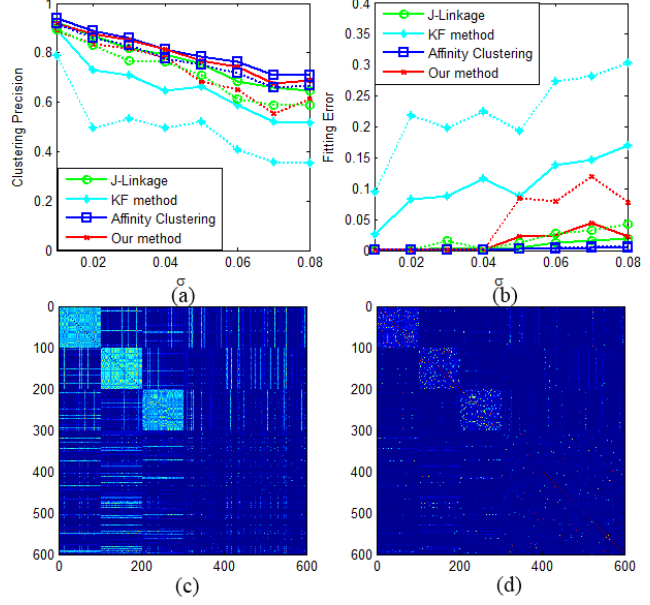 1
0.8
0.6
0.4
0.2
0
Clustering Precision
J-Linkage
KF method
Affinity Clustering
Our method
0.02 0.04 0.06 0.08
σ
(a)
0.4
0.35
0.3
0.25
0.2
0.15
0.1
0.05
Fitting Error
J-Linkage
KF method
Affinity Clustering
Our method
0.02 0.04 0.06 0.08
σ
(b)
0
100
200
300
400
500
600
0 200 400 600
(c)
0
100
200
300
400
500
600
0 200 400 600
(d)